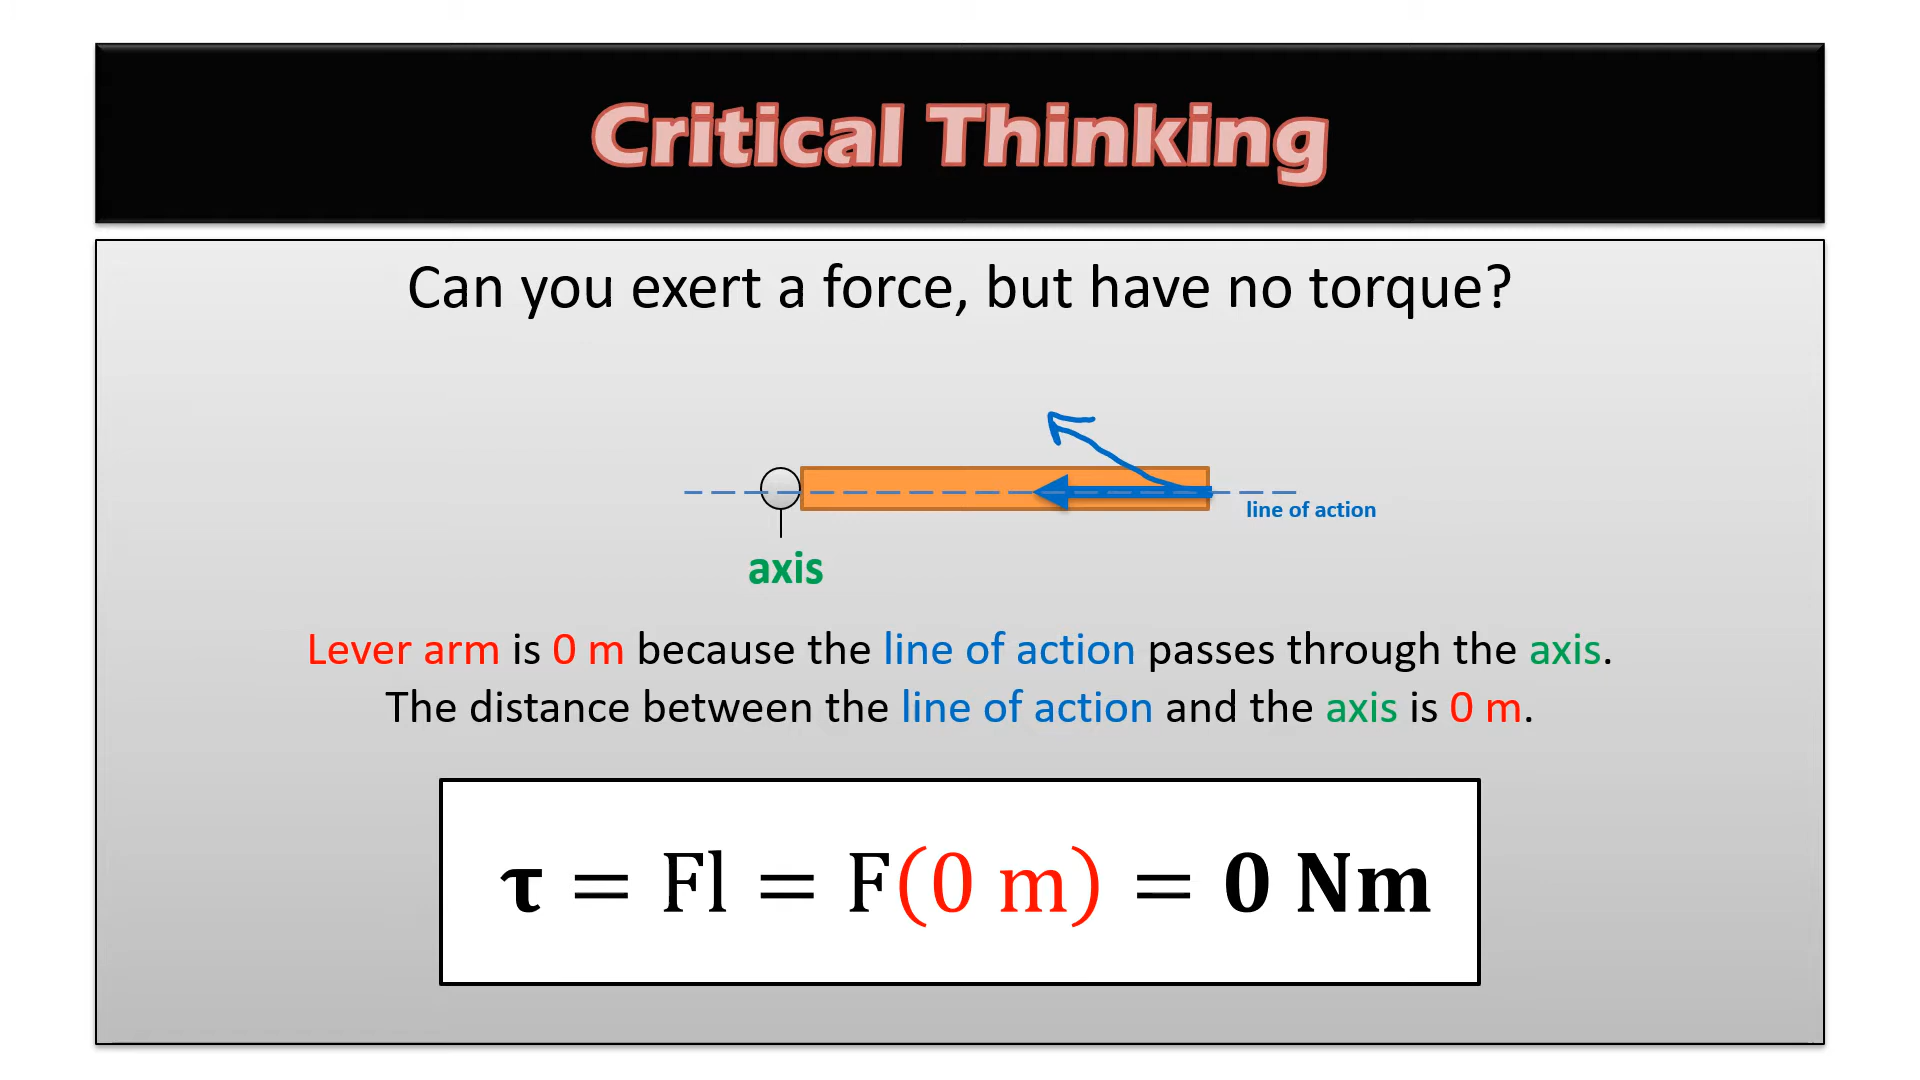 Critical Thinking
Can you exert a force, but have no torque?
line of action
axis
Lever arm is 0 m because the line of action passes through the axis.
The distance between the line of action and the axis is 0 m.
τ = Fl = F(0 m) = 0 Nm